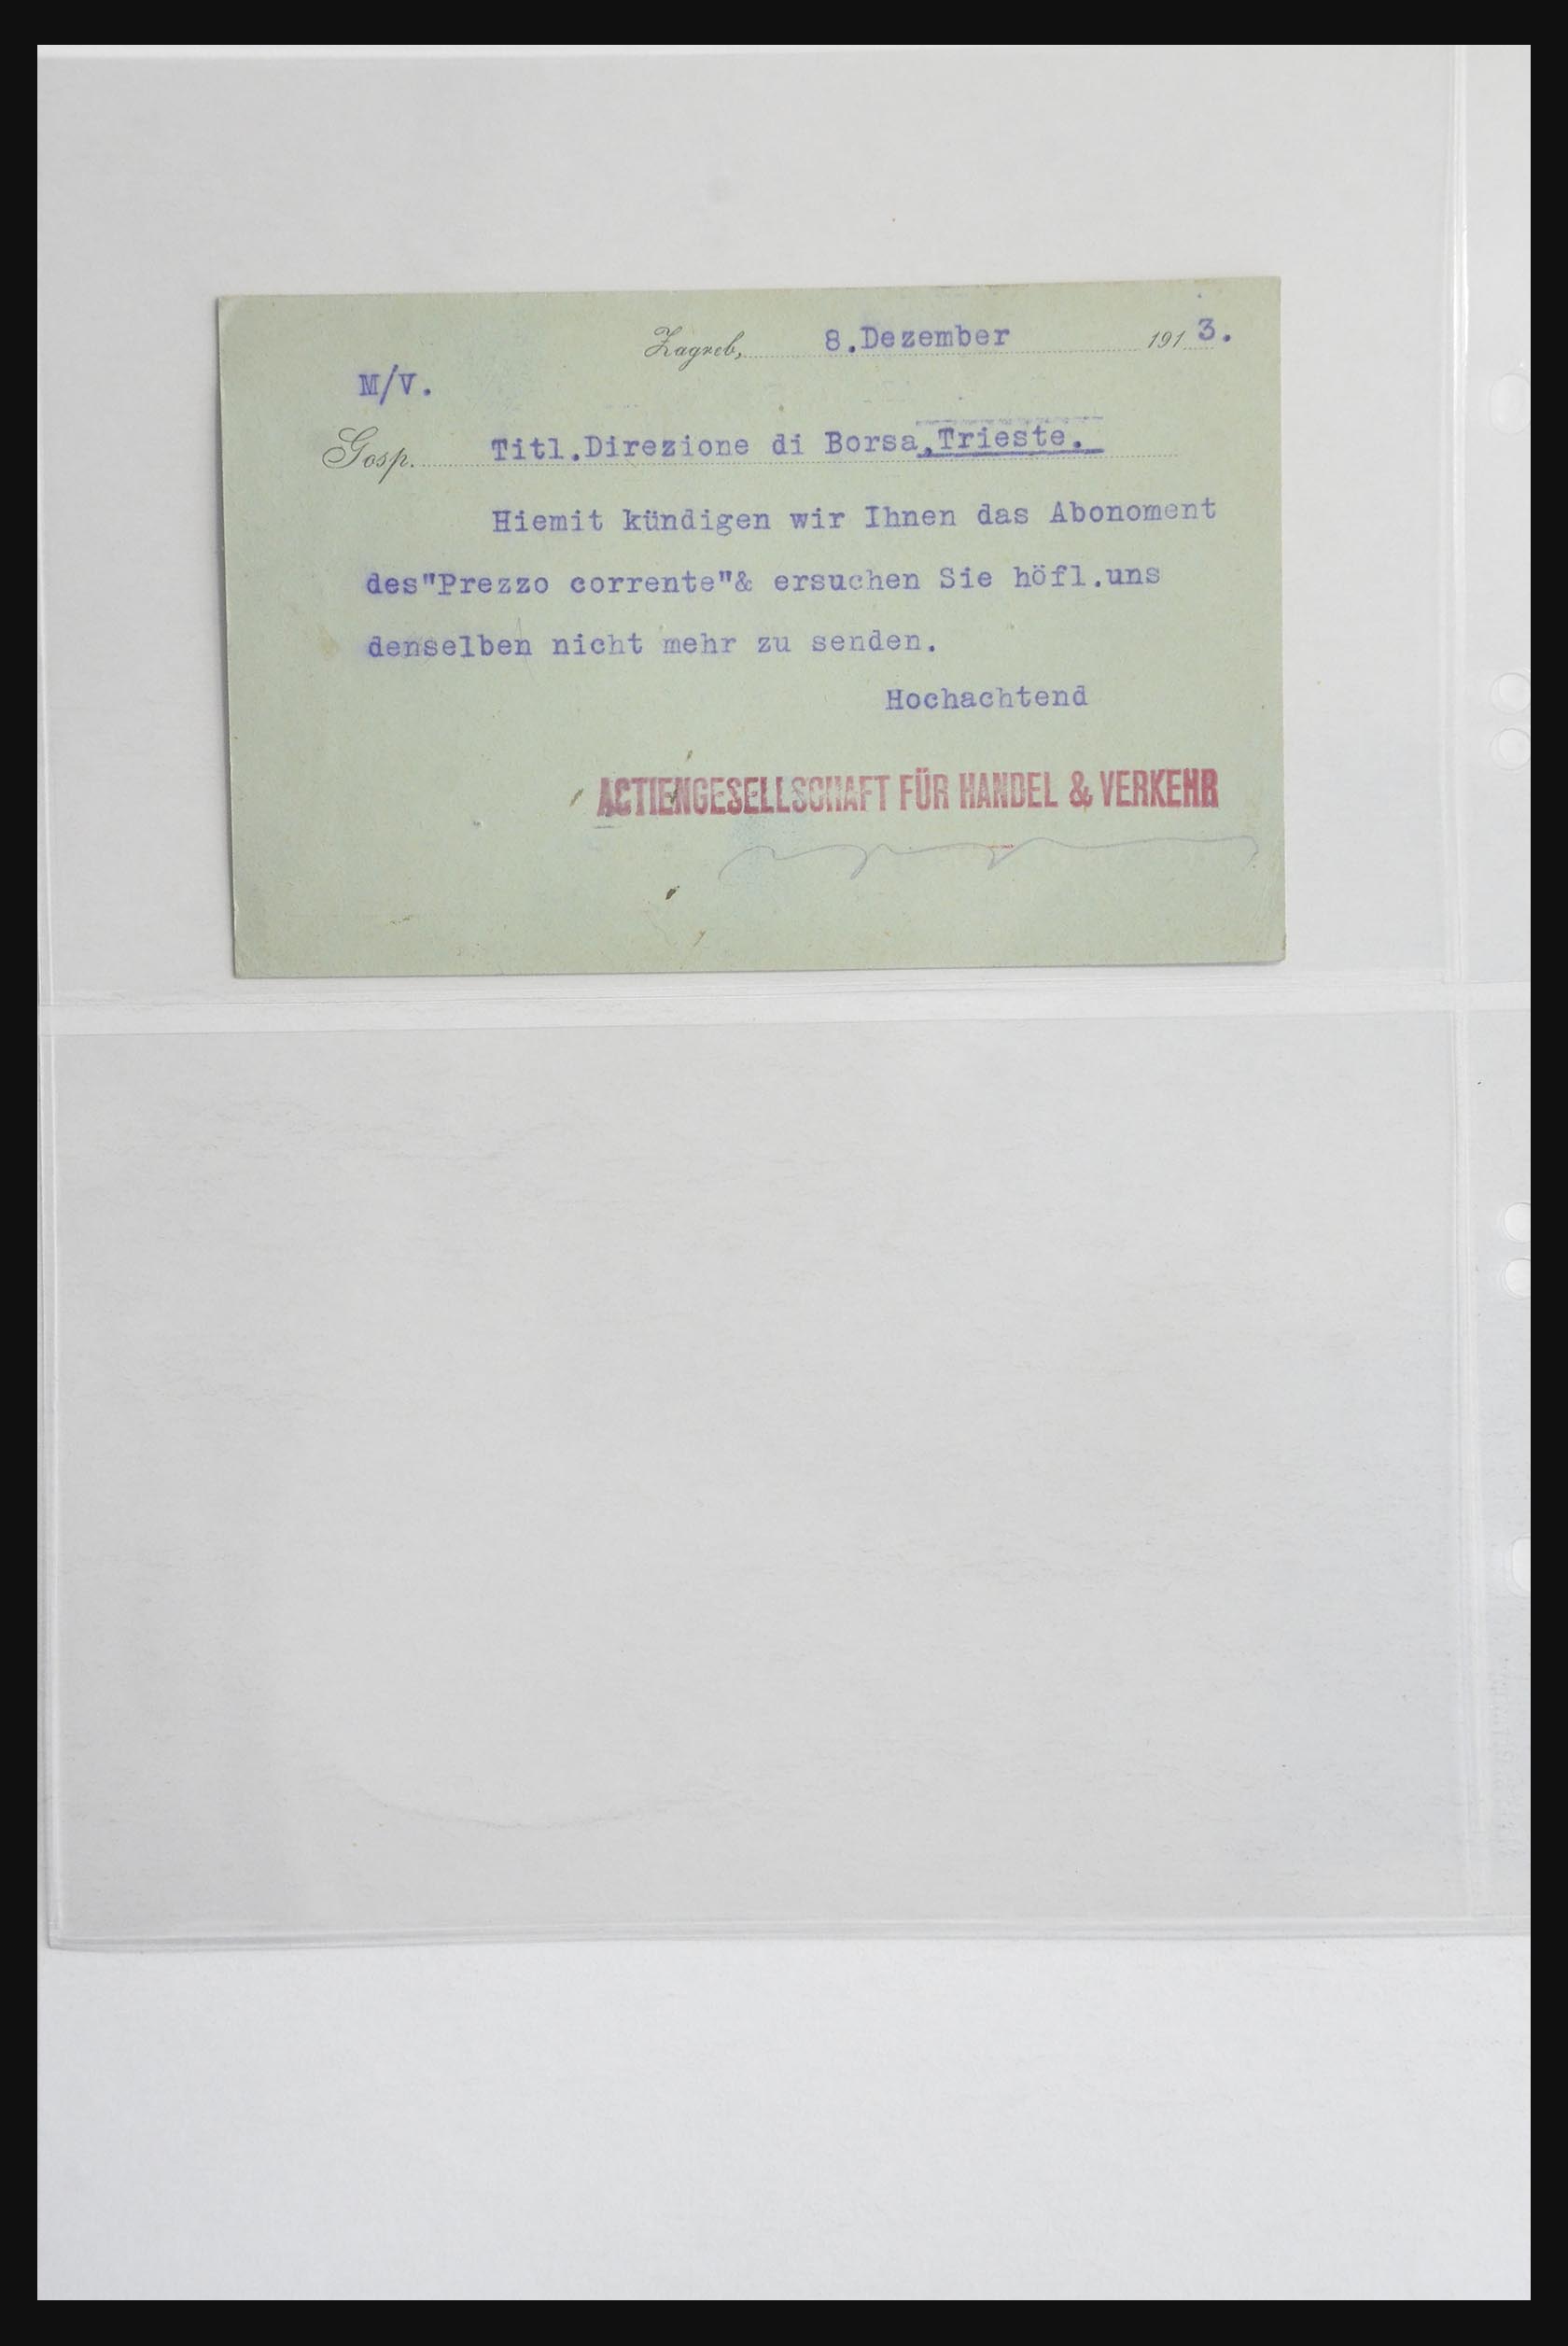 Zagreb, 8.Dezember 1913.
M/V.
Gosp. Titl.Direzione di Borsa,Trieste.
Hiemit kündigen wir Ihnen das Abonoment
des"Prezzo corrente"& ersuchen Sie höfl.uns
denselben nicht mehr zu senden.
Hochachtend
ACTIENGESELLSCHAFT FÜR HANDEL & VERKEHR